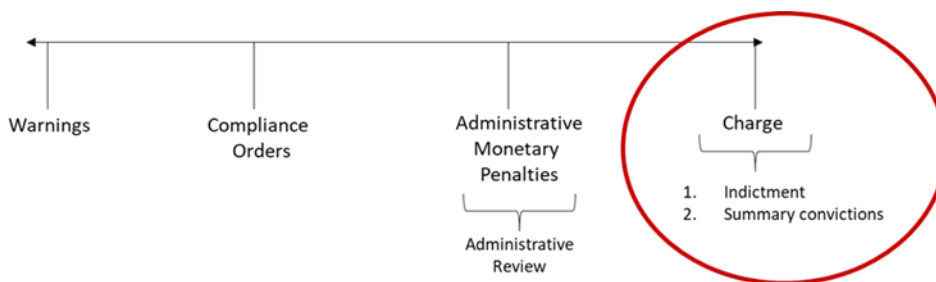 Warnings
Compliance
Orders
Administrative
Monetary
Penalties
Administrative
Review
Charge
1. Indictment
2. Summary convictions